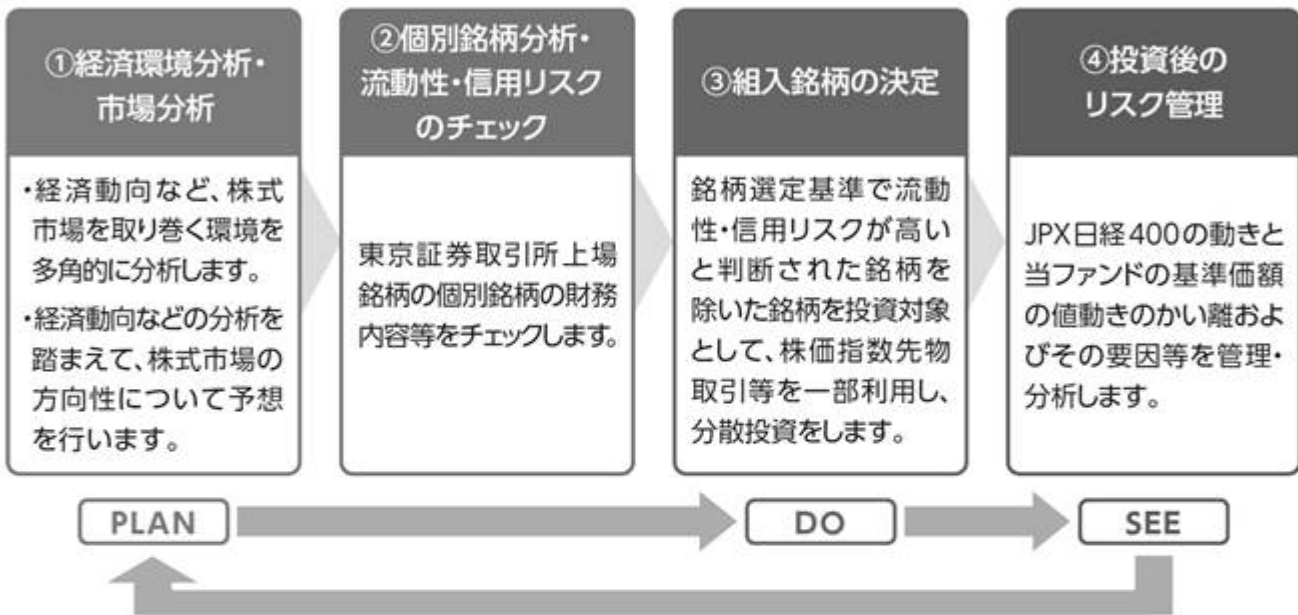 ①経済環境分析・
市場分析
・経済動向など、株式
市場を取り巻く環境を
多角的に分析します。
・経済動向などの分析を
踏まえて、株式市場の
方向性について予想
を行います。
②個別銘柄分析・
流動性・信用リスク
のチェック
東京証券取引所上場
銘柄の個別銘柄の財務
内容等をチェックします。
③組入銘柄の決定
銘柄選定基準で流動
性・信用リスクが高い
と判断された銘柄を
除いた銘柄を投資対象
として、株価指数先物
取引等を一部利用し、
分散投資をします。
④投資後の
リスク管理
JPX日経400の動きと
当ファンドの基準価額
の値動きのかい離およ
びその要因等を管理・
分析します。
PLAN
DO
SEE